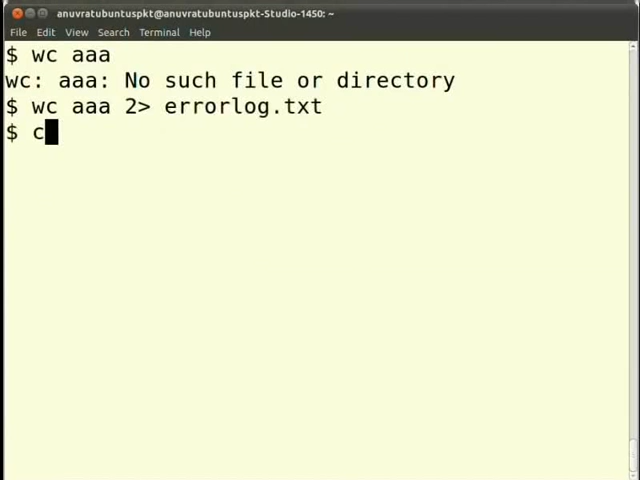 anuvratubuntuspkt@anuvratubuntuspkt-Studio-1450: ~
File Edit View Search Terminal Help
$ wc aaa
wc: aaa: No such file or directory
$ wc aaa 2> errorlog.txt
$ c